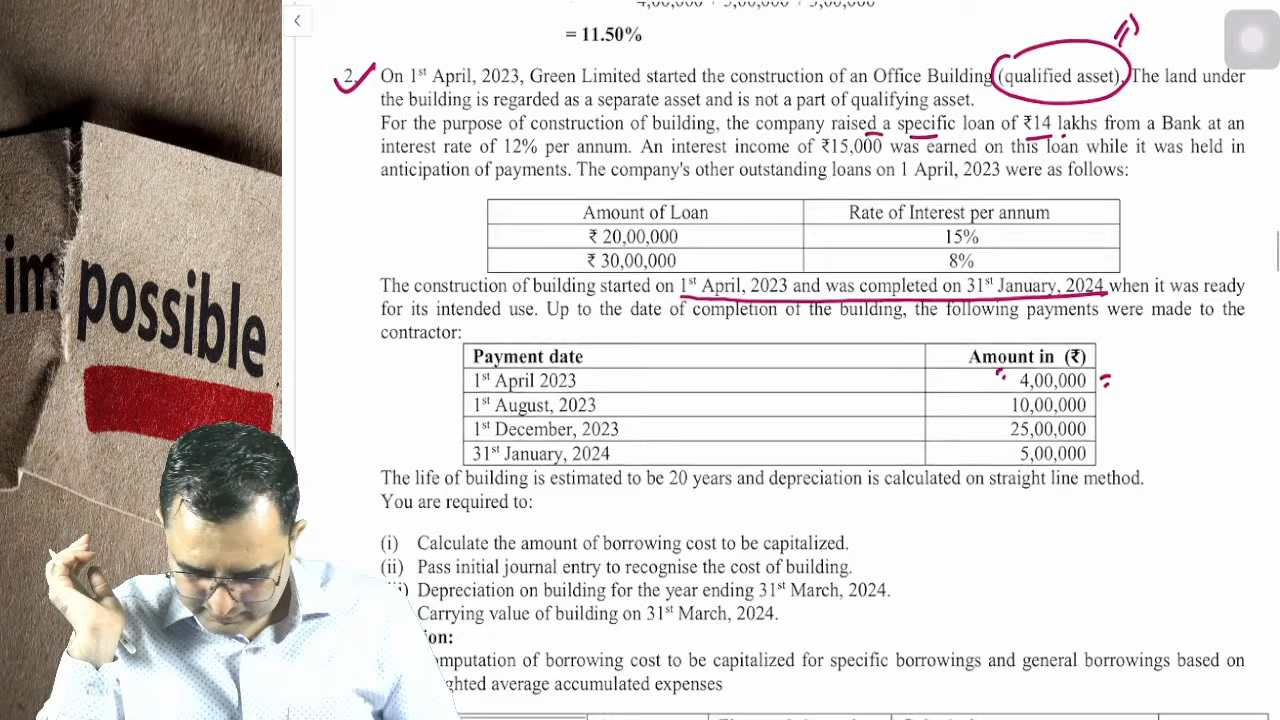 = 11.50%
2. On 1st April, 2023, Green Limited started the construction of an Office Building (qualified asset). The land under
the building is regarded as a separate asset and is not a part of qualifying asset.
For the purpose of construction of building, the company raised a specific loan of ₹14 lakhs from a Bank at an
interest rate of 12% per annum. An interest income of ₹15,000 was earned on this loan while it was held in
anticipation of payments. The company's other outstanding loans on 1 April, 2023 were as follows:
Amount of Loan Rate of Interest per annum
₹ 20,00,000 15%
₹ 30,00,000 8%
The construction of building started on 1st April, 2023 and was completed on 31st January, 2024 when it was ready
for its intended use. Up to the date of completion of the building, the following payments were made to the
contractor:
Payment date Amount in (₹)
1st April 2023 4,00,000
1st August, 2023 10,00,000
1st December, 2023 25,00,000
31st January, 2024 5,00,000
The life of building is estimated to be 20 years and depreciation is calculated on straight line method.
You are required to:
(i) Calculate the amount of borrowing cost to be capitalized.
(ii) Pass initial journal entry to recognise the cost of building.
Depreciation on building for the year ending 31st March, 2024.
Carrying value of building on 31st March, 2024.
ion:
omputation of borrowing cost to be capitalized for specific borrowings and general borrowings based on
ghted average accumulated expenses
im possible